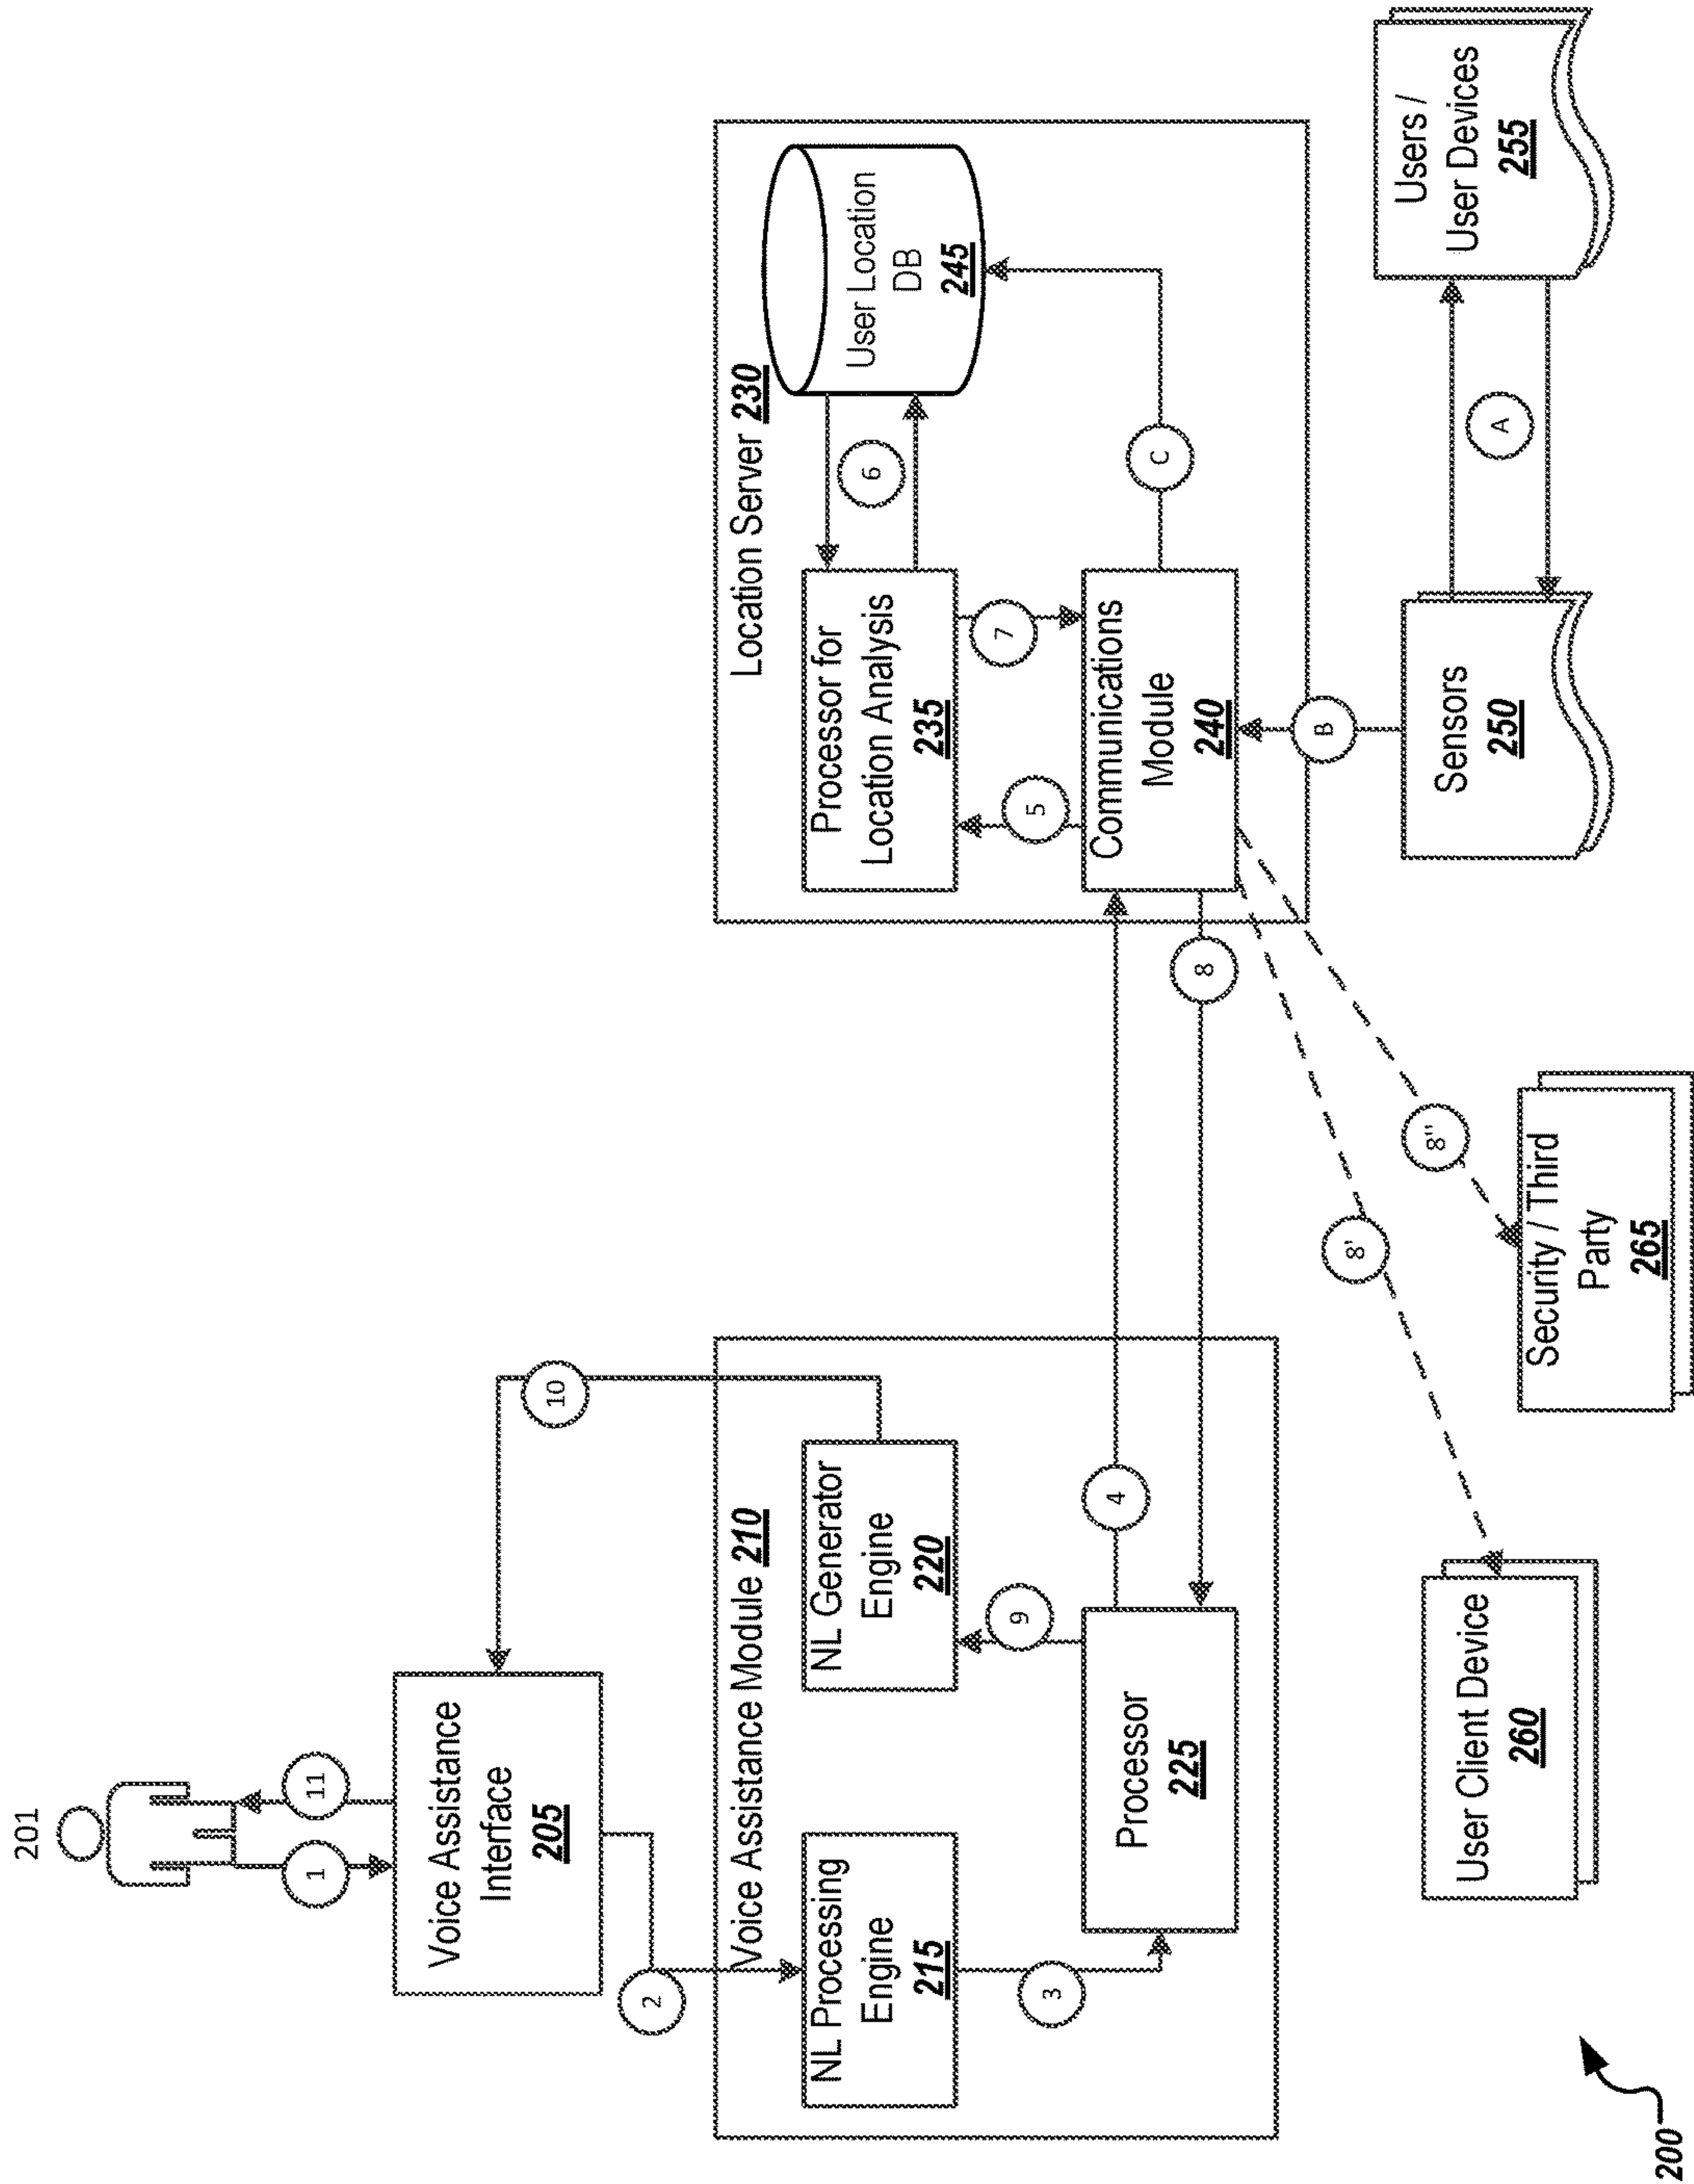 201
1
11
Voice Assistance
Interface
205
2
10
Voice Assistance Module 210
NL Processing
Engine
215
NL Generator
Engine
220
3
9
Processor
225
4
8
Location Server 230
Processor for
Location Analysis
235
6
User Location
DB
245
5
7
Communications
Module
240
C
B
8'
8"
User Client Device
260
Security / Third
Party
265
Sensors
250
A
Users /
User Devices
255
200